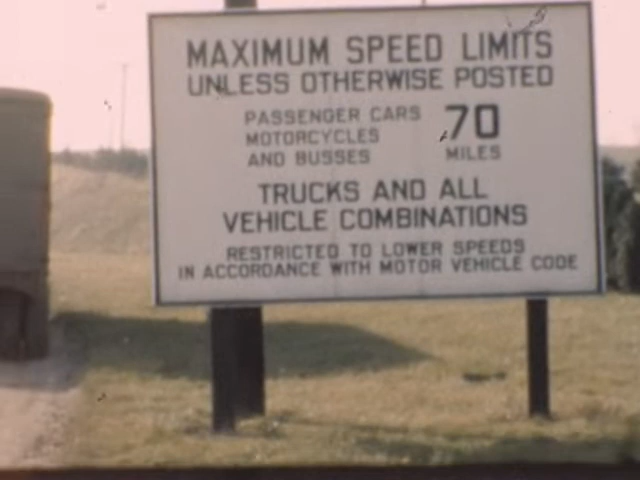 MAXIMUM SPEED LIMITS
UNLESS OTHERWISE POSTED
PASSENGER CARS
MOTORCYCLES
AND BUSSES
70
MILES
TRUCKS AND ALL
VEHICLE COMBINATIONS
RESTRICTED TO LOWER SPEEDS
IN ACCORDANCE WITH MOTOR VEHICLE CODE